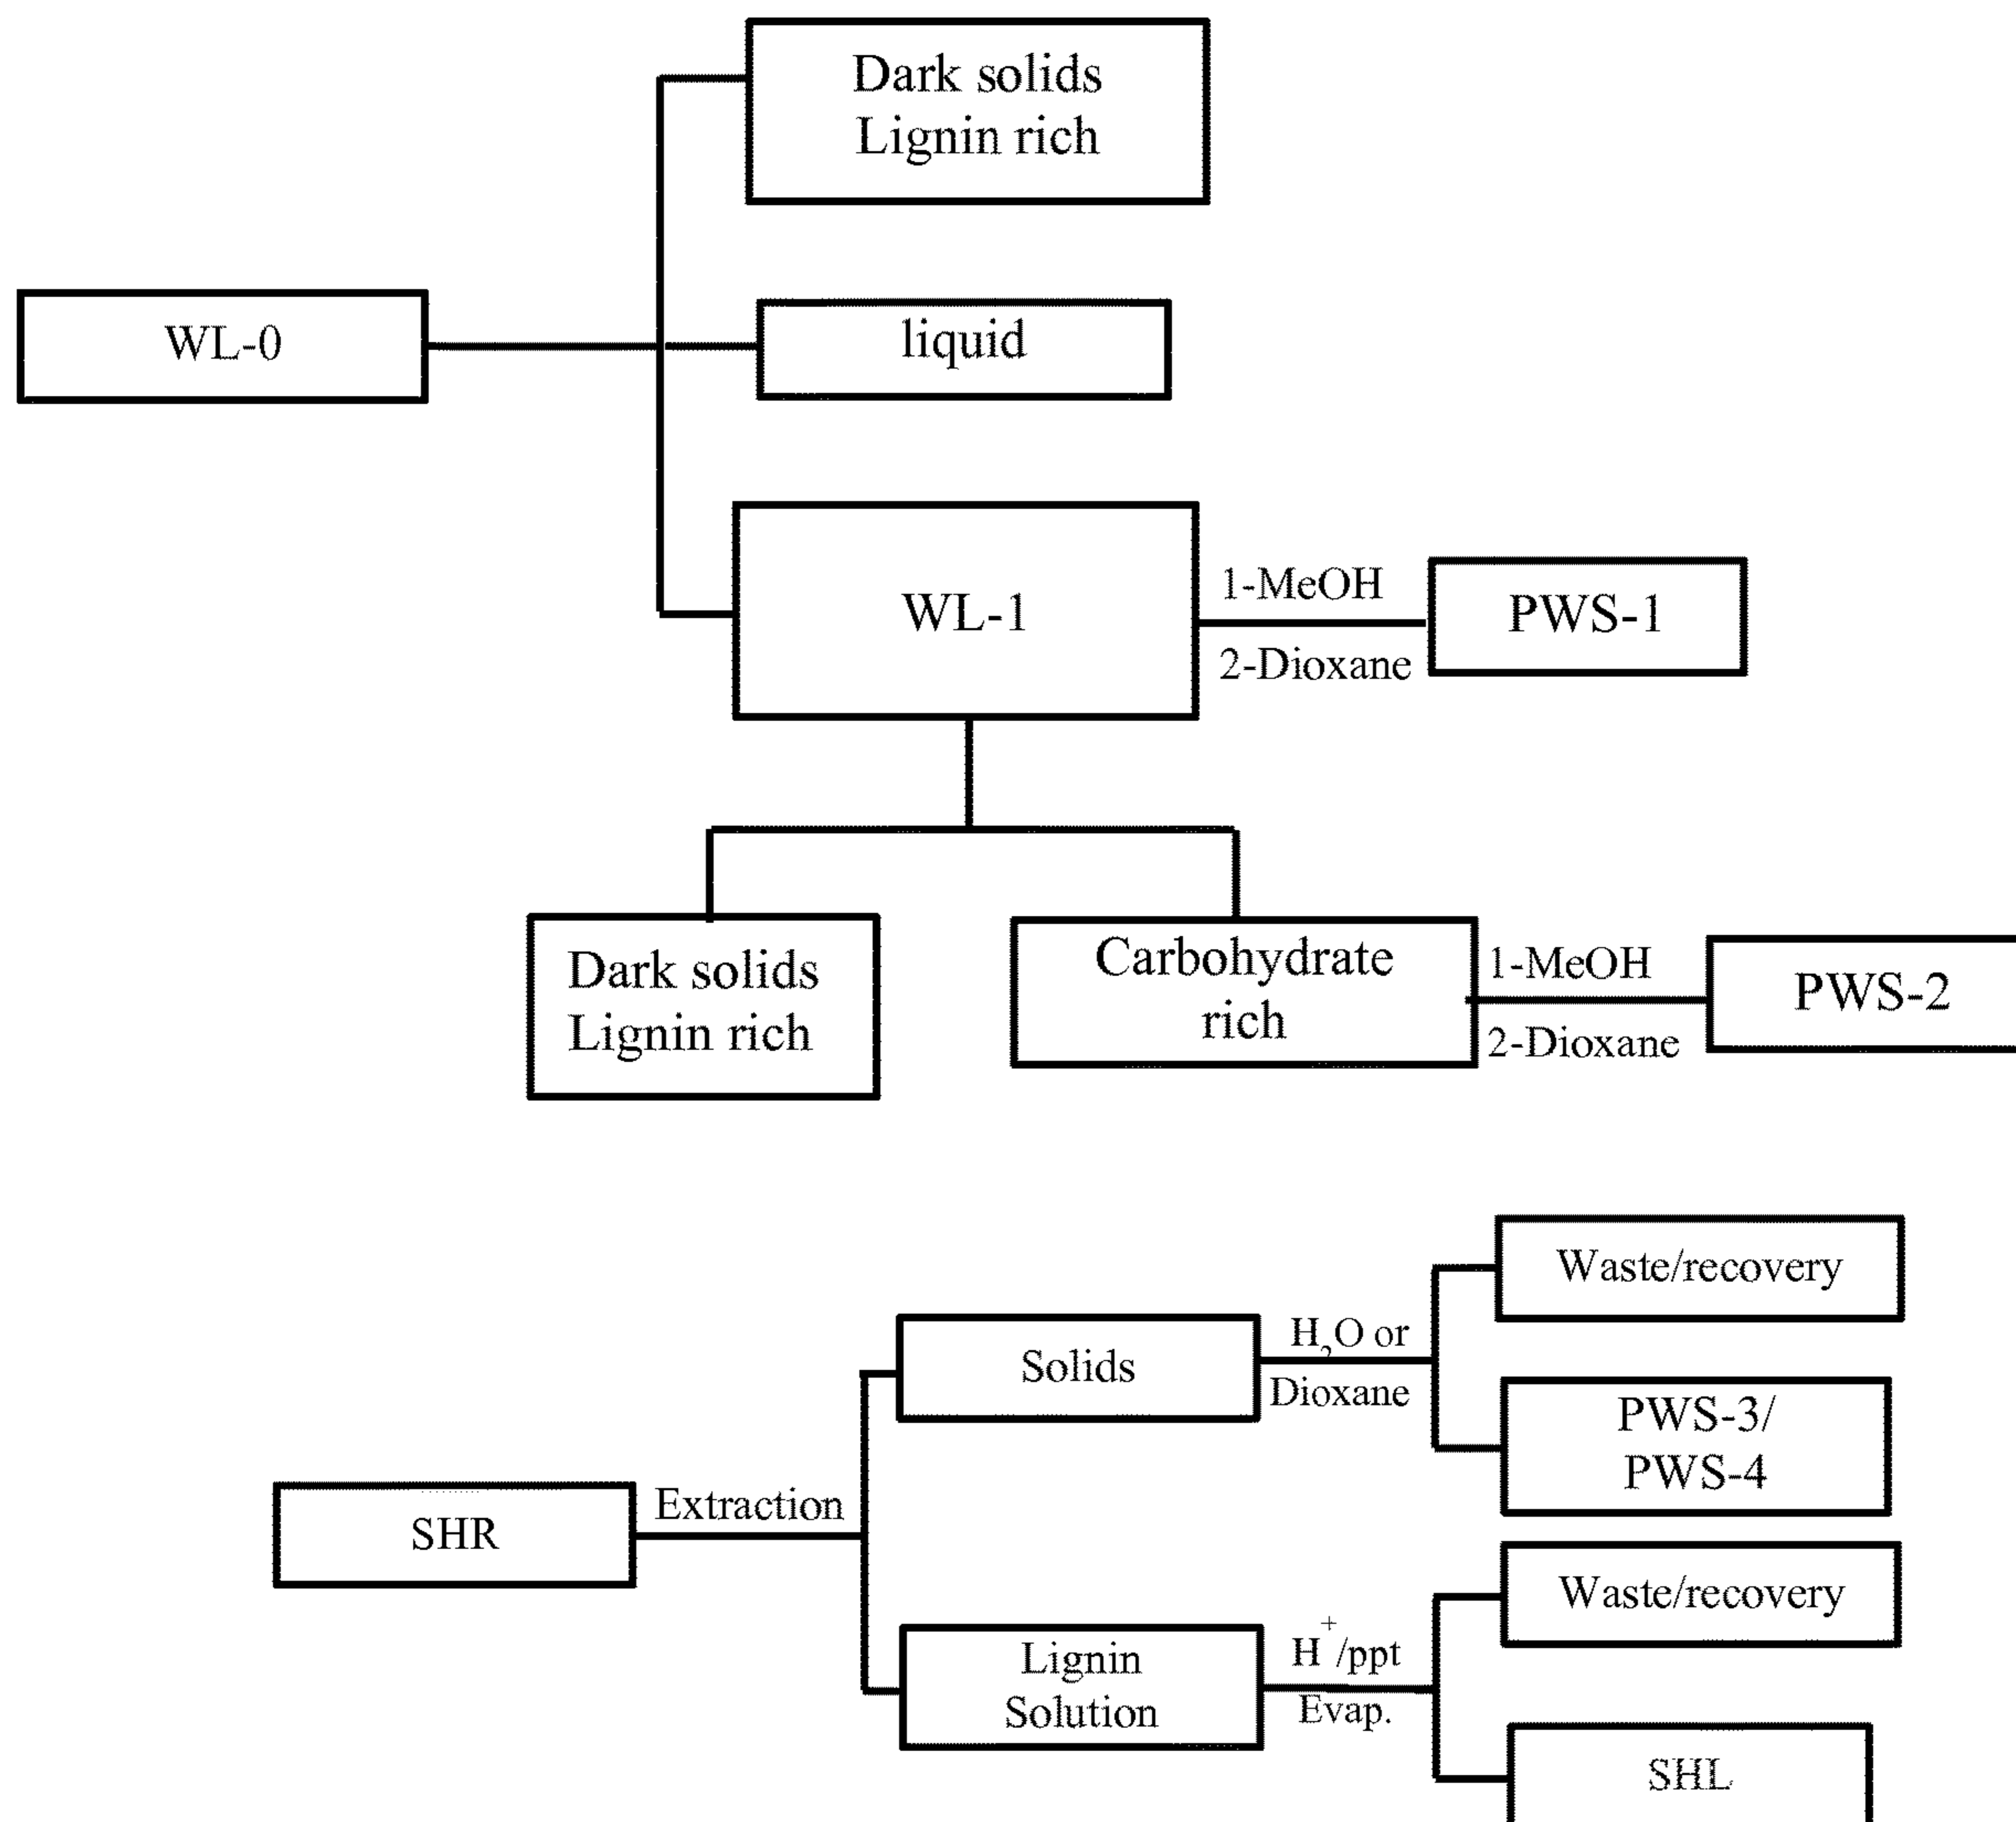 Dark solids
Lignin rich
WL-0
liquid
WL-1
1-MeOH
2-Dioxane
PWS-1
Dark solids
Lignin rich
Carbohydrate
rich
1-MeOH
2-Dioxane
PWS-2
Waste/recovery
Solids
H₂O or
Dioxane
PWS-3/
PWS-4
SHR
Extraction
Waste/recovery
Lignin
Solution
H⁺/ppt
Evap.
SHL